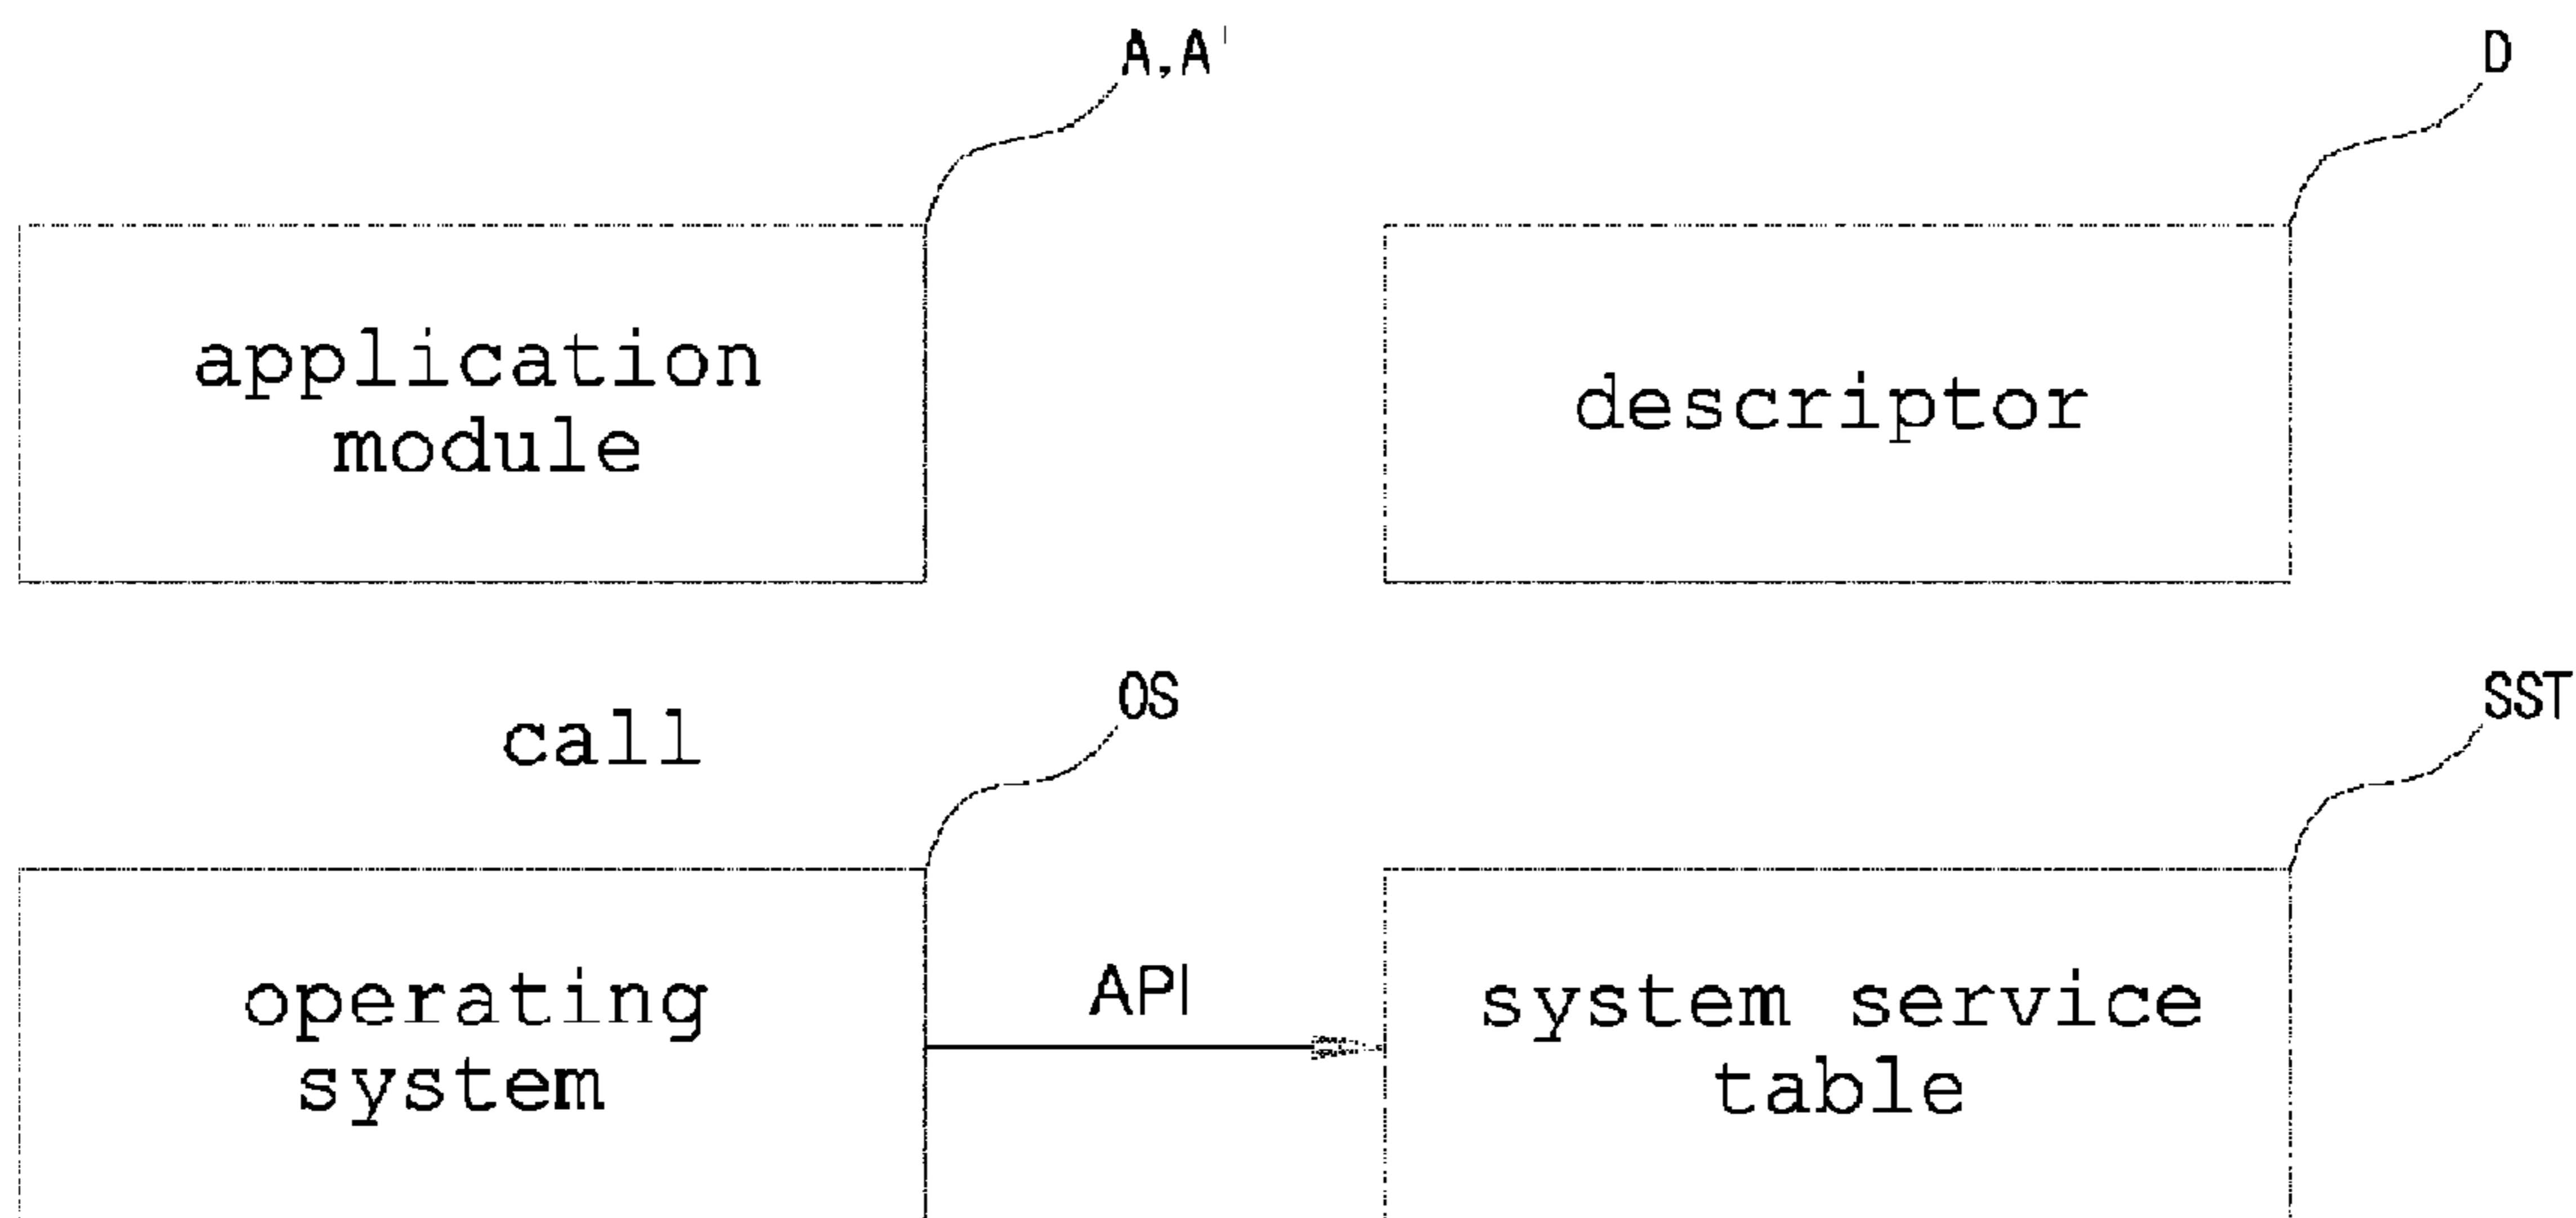 A,A'
D
application
module
descriptor
call
OS
SST
operating
system
API
system service
table